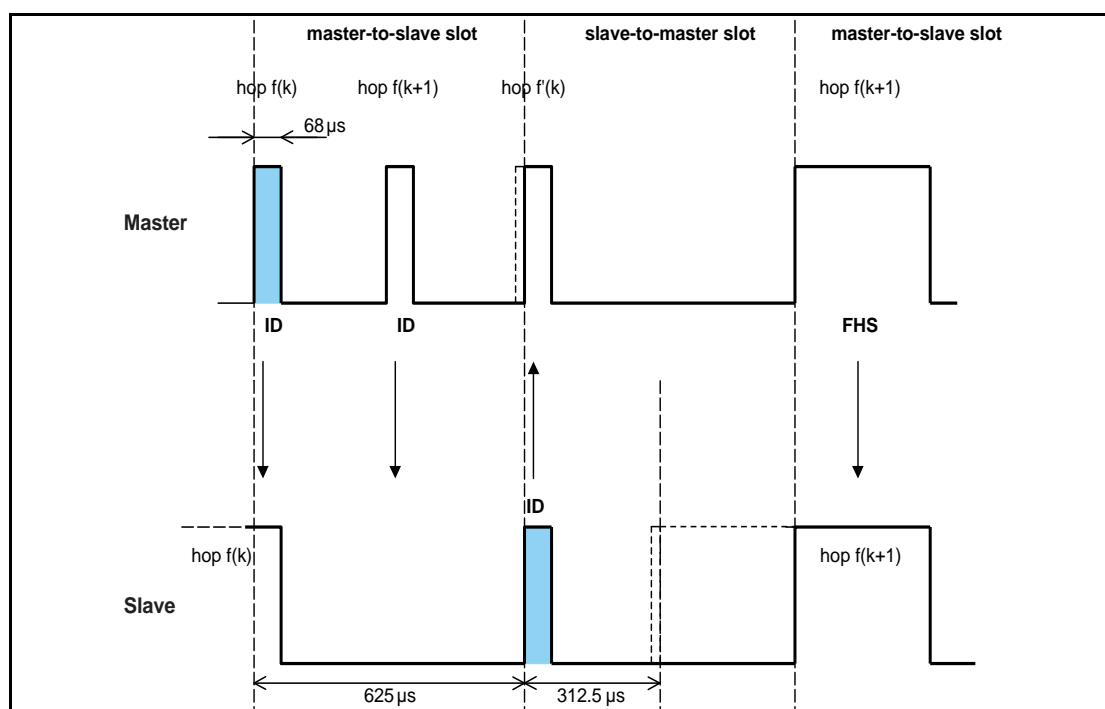 master-to-slave slot slave-to-master slot master-to-slave slot
hop f(k) hop f(k+1) hop f'(k) hop f(k+1)
68 µs
Master
ID ID FHS
ID
hop f(k) hop f(k+1)
Slave
625 µs 312.5 µs